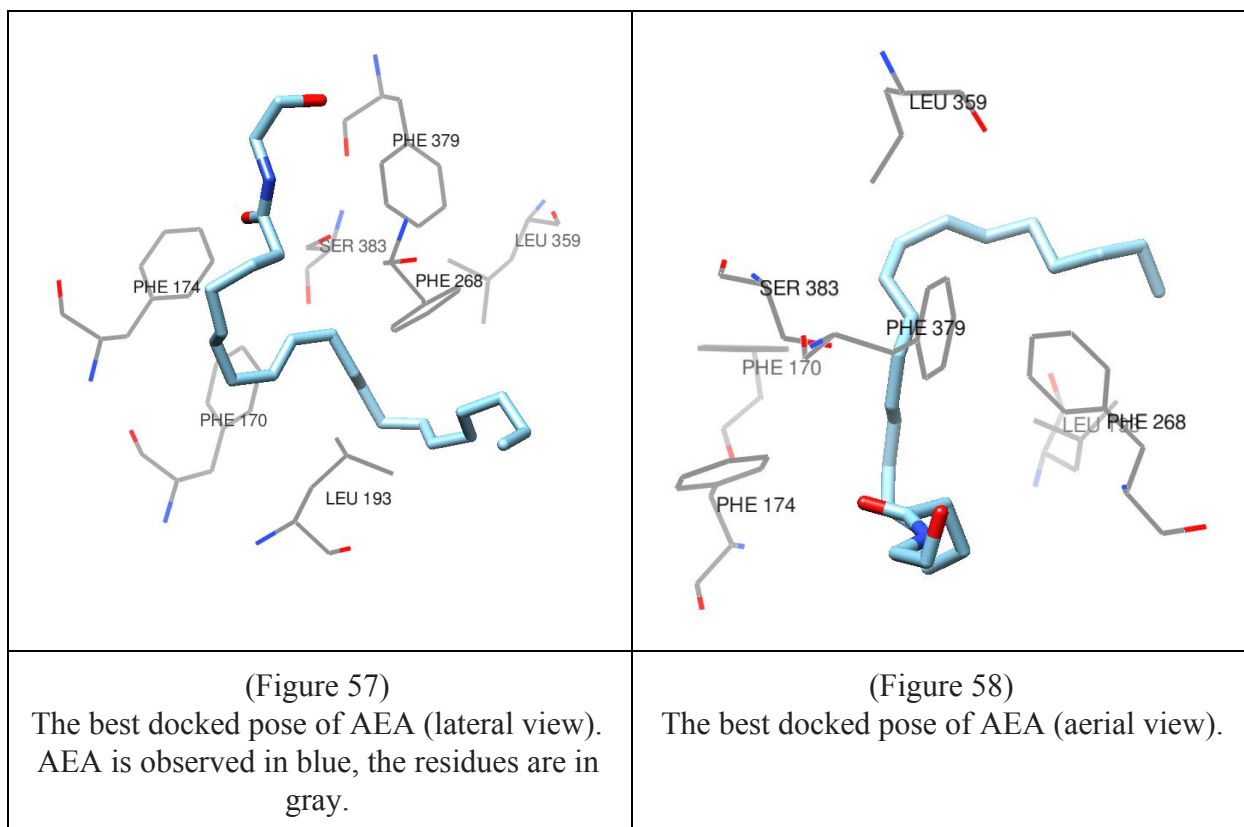 PHE 379
SER 383
LEU 359
PHE 268
PHE 174
PHE 170
LEU 193
LEU 359
SER 383
PHE 379
PHE 170
LEU
PHE 268
PHE 174
(Figure 57)
The best docked pose of AEA (lateral view).
AEA is observed in blue, the residues are in
gray.
(Figure 58)
The best docked pose of AEA (aerial view).